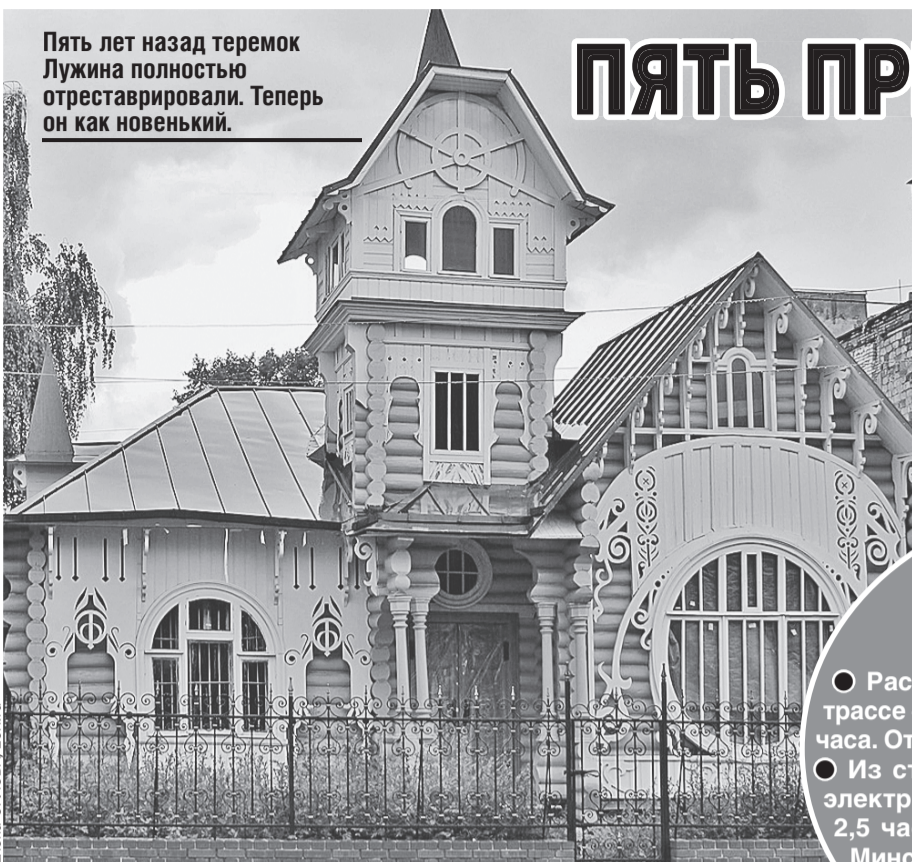 Пять лет назад теремок
Лужина полностью
отреставрировали. Теперь
он как новенький.
ПЯТЬ ПР
● Рас
трассе
часа. От
● Из ст
электр
2,5 ча
Минс